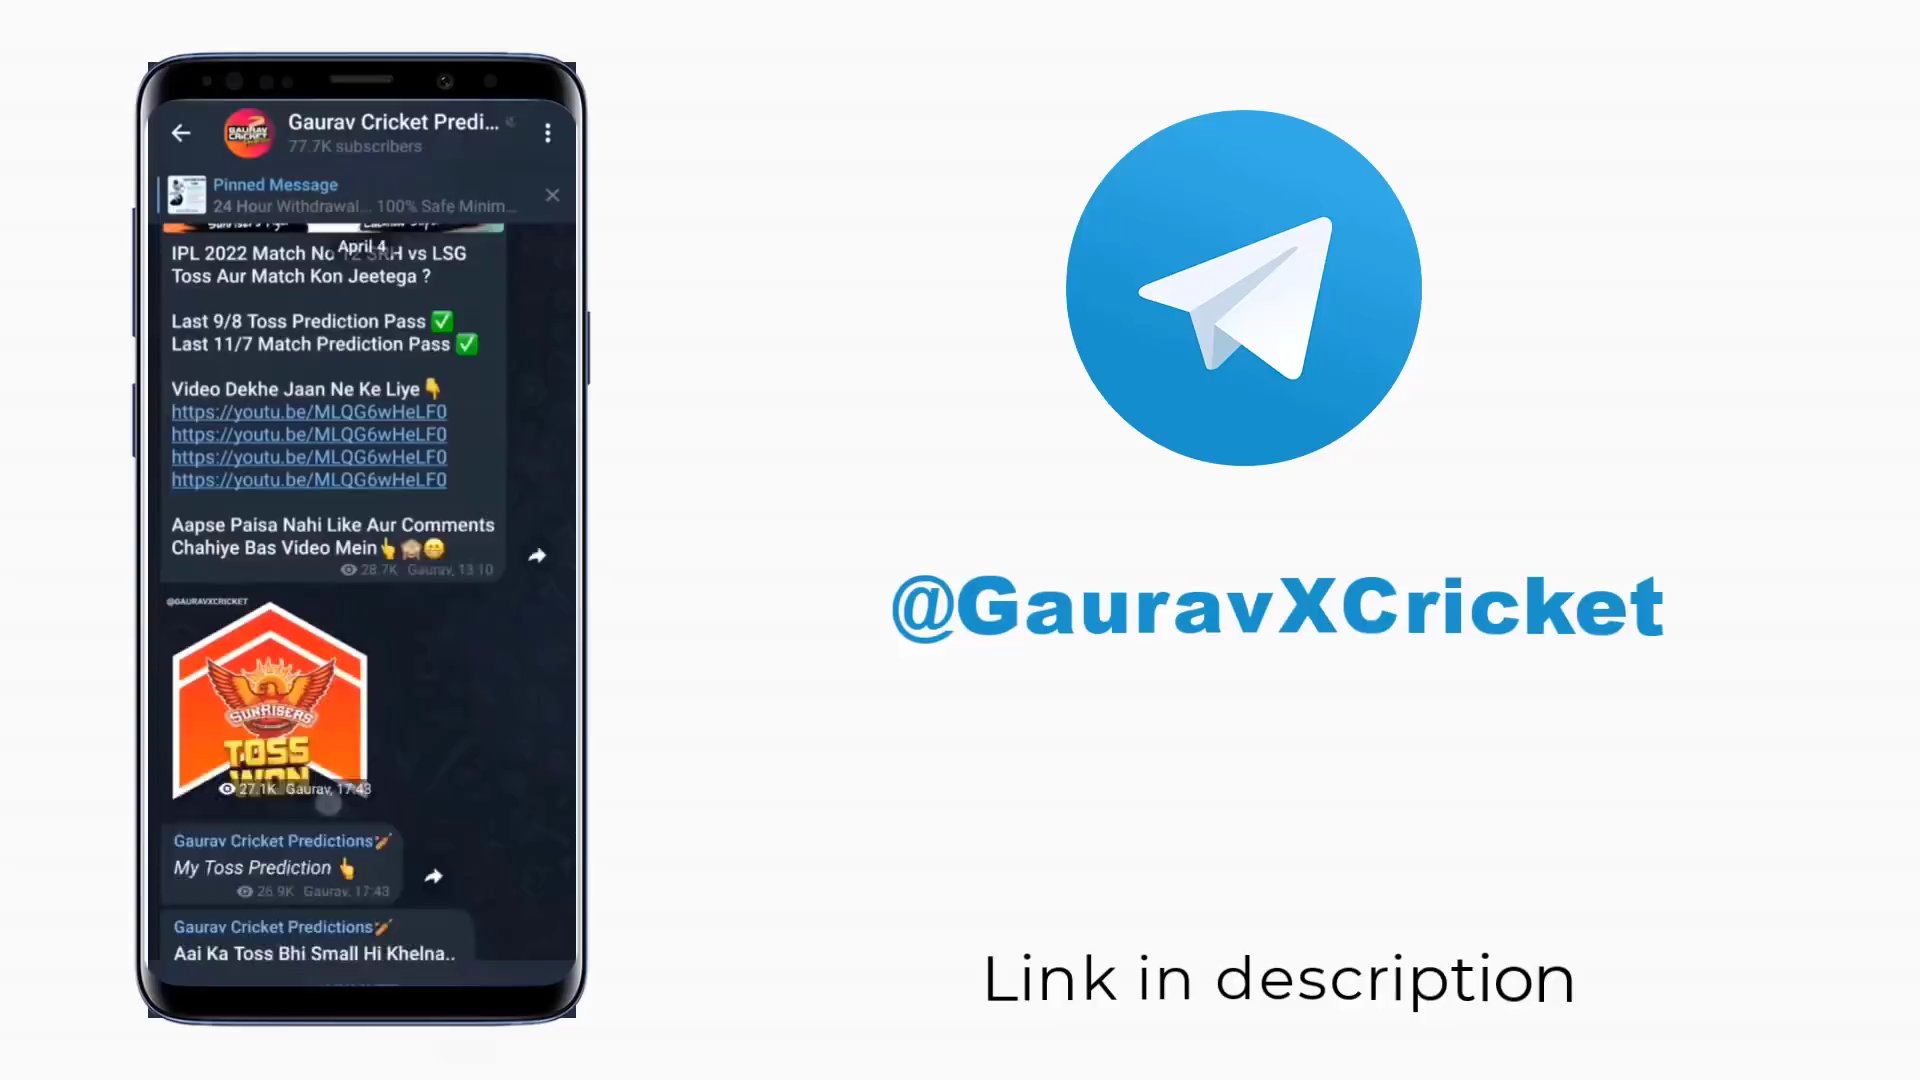 Gaurav Cricket Predi...
77.7K subscribers
Pinned Message
24 Hour Withdrawal... 100% Safe Minim...
April 4
IPL 2022 Match No 12 SRH vs LSG
Toss Aur Match Kon Jeetega ?
Last 9/8 Toss Prediction Pass ✅
Last 11/7 Match Prediction Pass ✅
Video Dekhe Jaan Ne Ke Liye👇
https://youtu.be/MLQG6wHeLF0
https://youtu.be/MLQG6wHeLF0
https://youtu.be/MLQG6wHeLF0
https://youtu.be/MLQG6wHeLF0
Aapse Paisa Nahi Like Aur Comments
Chahiye Bas Video Mein👆🙈😁
28.7K Gaurav, 13:10
@GAURAVXCRICKET
SUNRISERS
TOSS
WON
27.1K Gaurav, 17:43
Gaurav Cricket Predictions🏏
My Toss Prediction 👆
26.9K Gaurav, 17:43
Gaurav Cricket Predictions🏏
Aai Ka Toss Bhi Small Hi Khelna..
@GauravXCricket
Link in description